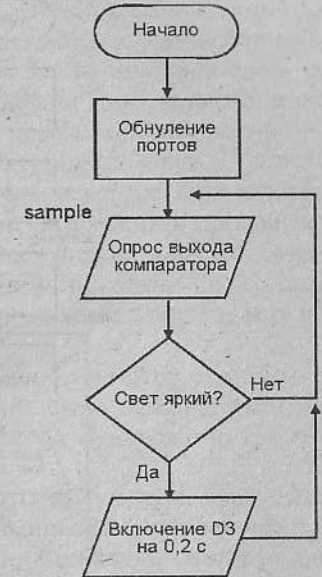 Начало
Обнуление
портов
sample
Опрос выхода
компаратора
Свет яркий?
Нет
Да
Включение D3
на 0,2 с